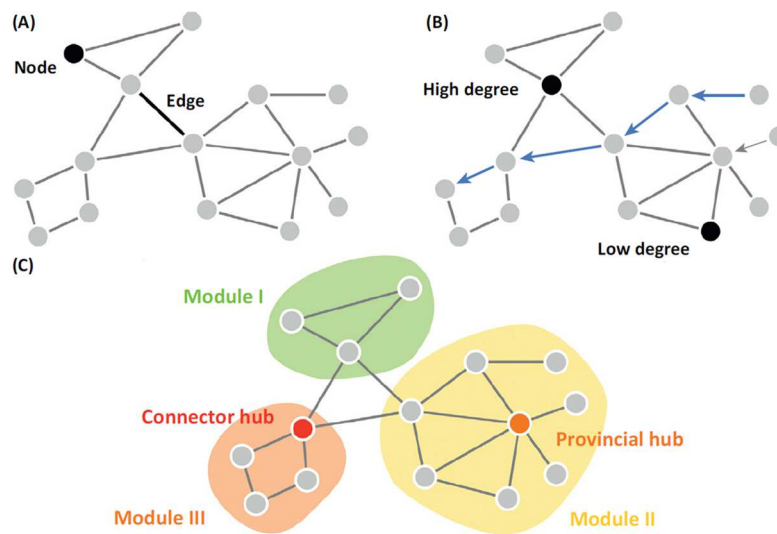 (A)
(B)
Node
Edge
High degree
Low degree
(C)
Module I
Connector hub
Provincial hub
Module III
Module II